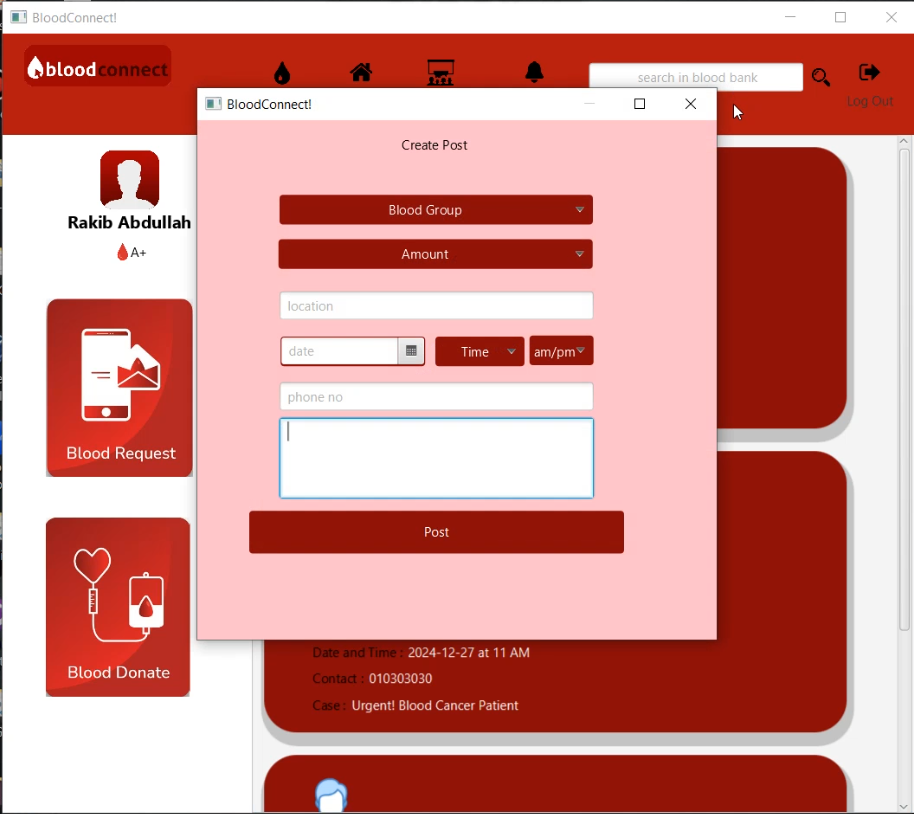 BloodConnect!
bloodconnect
search in blood bank
Log Out
Rakib Abdullah
A+
Blood Request
Blood Donate
BloodConnect!
Create Post
Blood Group
Amount
location
date
Time
am/pm
phone no
Post
Date and Time : 2024-12-27 at 11 AM
Contact : 010303030
Case : Urgent! Blood Cancer Patient